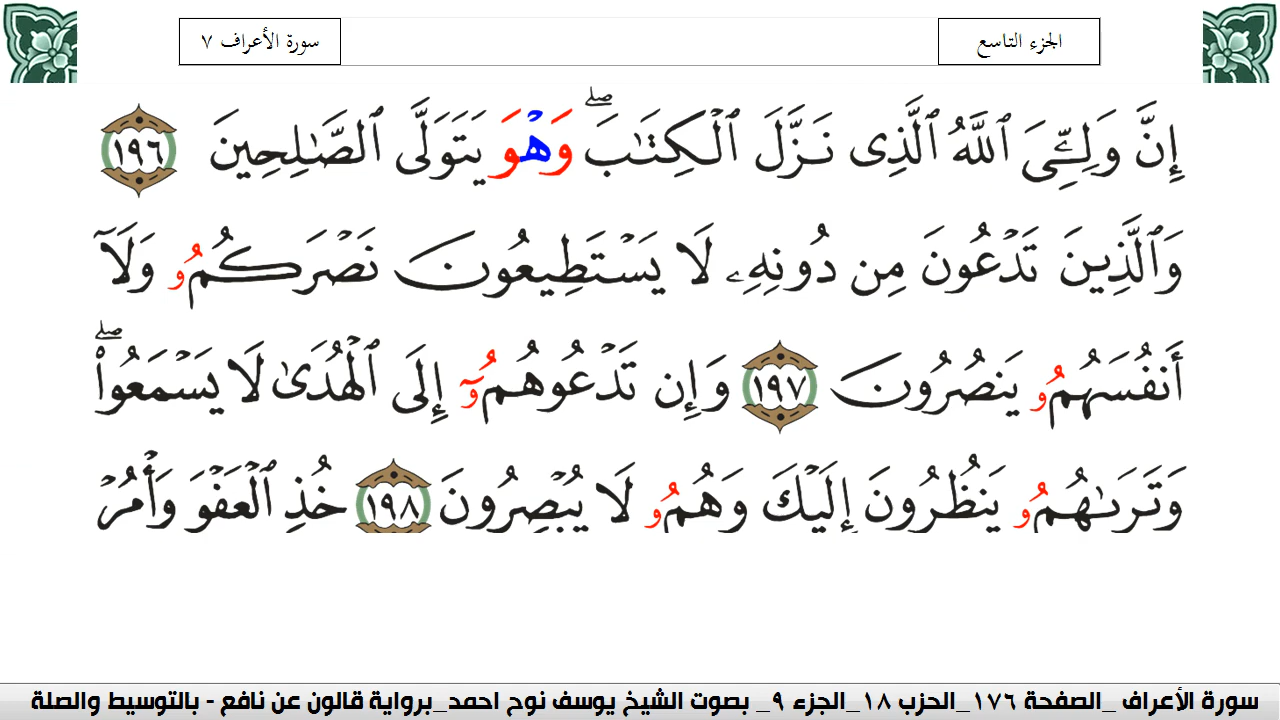 الجزء التاسع
سورة الأعراف ٧
إِنَّ وَلِـِّۧيَ ٱللَّهُ ٱلَّذِى نَزَّلَ ٱلْكِتَٰبَۖ وَهْوَ يَتَوَلَّى ٱلصَّٰلِحِينَ ١٩٦
وَٱلَّذِينَ تَدْعُونَ مِن دُونِهِۦ لَا يَسْتَطِيعُونَ نَصْرَكُمُۥ وَلَآ
أَنفُسَهُمُۥ يَنصُرُونَ ١٩٧ وَإِن تَدْعُوهُمُۥٓ إِلَى ٱلْهُدَىٰ لَا يَسْمَعُوا۟ۖ
وَتَرَىٰهُمُۥ يَنظُرُونَ إِلَيْكَ وَهُمُۥ لَا يُبْصِرُونَ ١٩٨ خُذِ ٱلْعَفْوَ وَأْمُرْ
سورة الأعراف _الصفحة ١٧٦_الحزب ١٨_الجزء ٩_ بصوت الشيخ يوسف نوح احمد_برواية قالون عن نافع - بالتوسيط والصلة